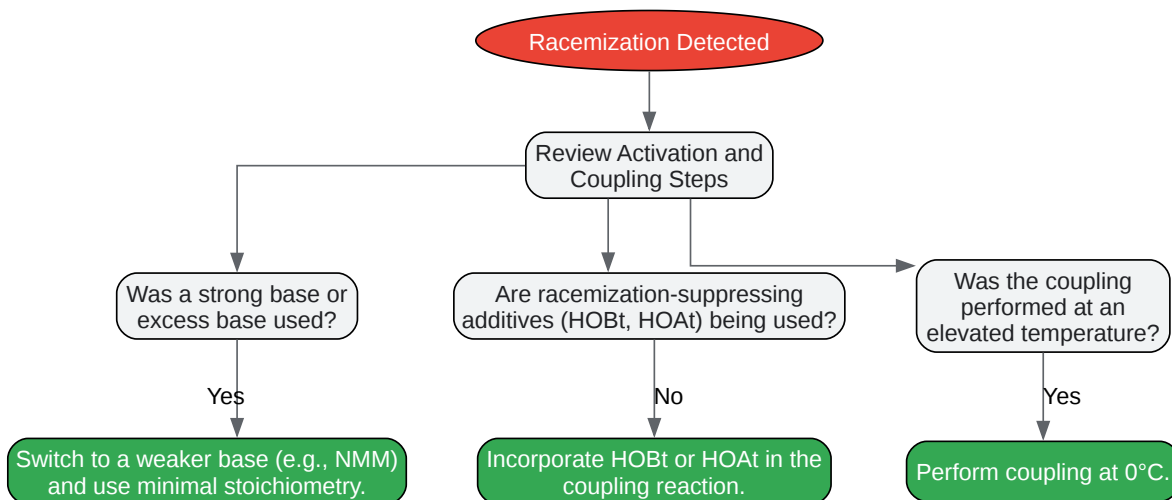 Racemization Detected
Review Activation and
Coupling Steps
Was a strong base or
excess base used?
Are racemization-suppressing
additives (HOBt, HOAt) being used?
Was the coupling
performed at an
elevated temperature?
Yes
No
Yes
Switch to a weaker base (e.g., NMM)
and use minimal stoichiometry.
Incorporate HOBt or HOAt in the
coupling reaction.
Perform coupling at 0°C.